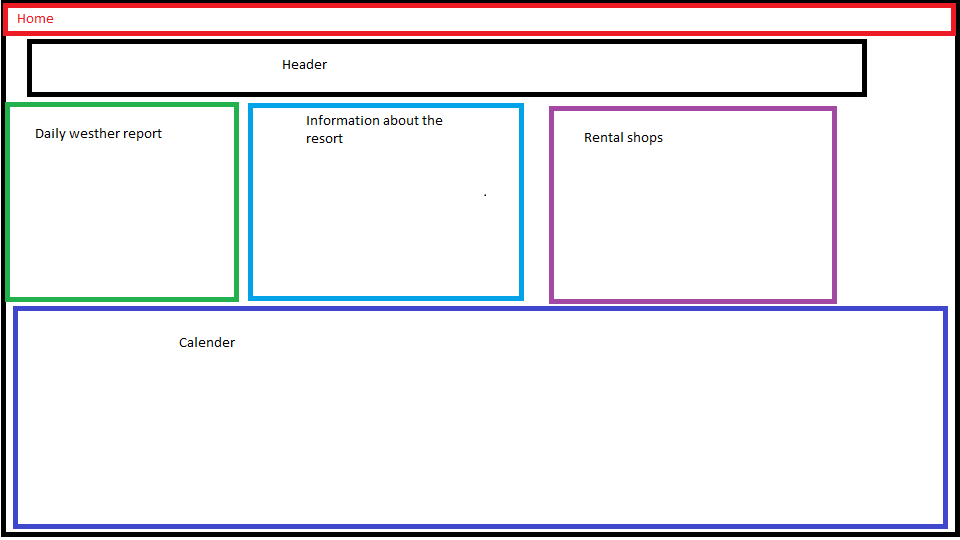 Home
Header
Daily westher report
Information about the
resort
Rental shops
Calender